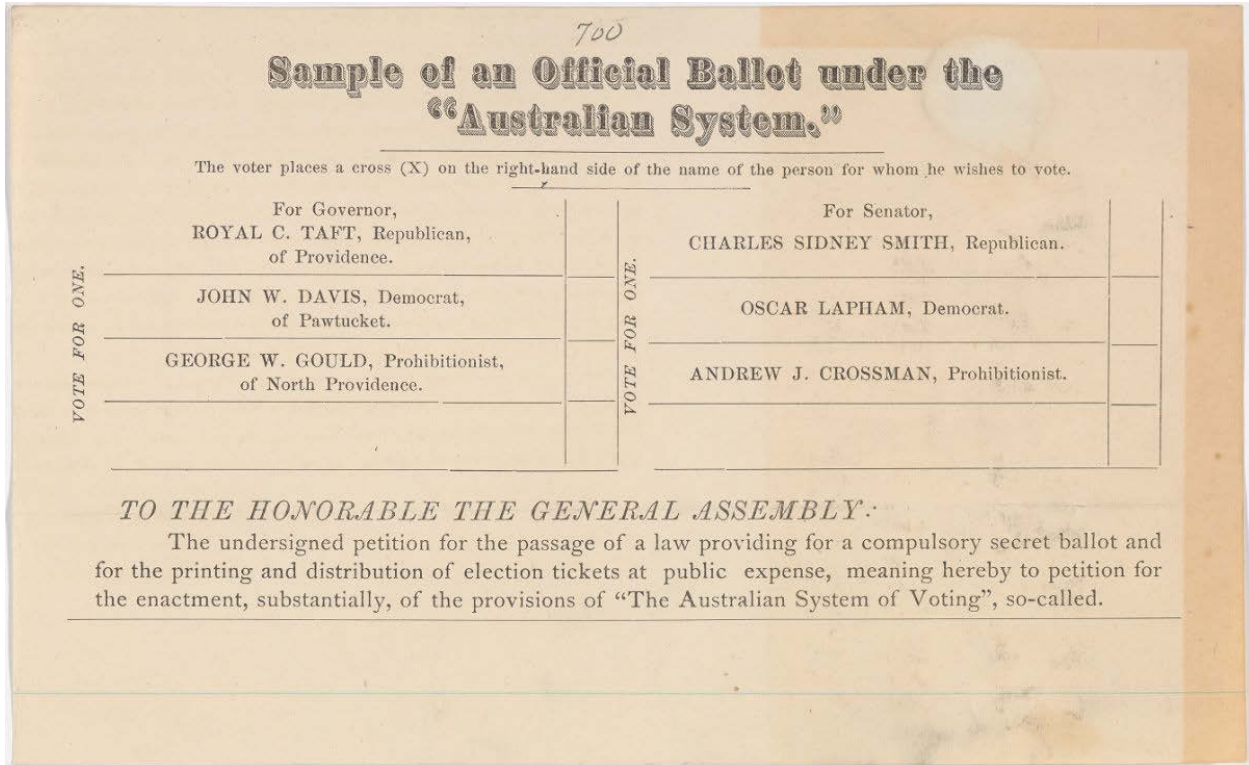 700
Sample of an Official Ballot under the
“Australian System.”
The voter places a cross (X) on the right-hand side of the name of the person for whom he wishes to vote.
VOTE FOR ONE.
For Governor,
ROYAL C. TAFT, Republican,
of Providence.
JOHN W. DAVIS, Democrat,
of Pawtucket.
GEORGE W. GOULD, Prohibitionist,
of North Providence.
VOTE FOR ONE.
For Senator,
CHARLES SIDNEY SMITH, Republican.
OSCAR LAPHAM, Democrat.
ANDREW J. CROSSMAN, Prohibitionist.
TO THE HONORABLE THE GENERAL ASSEMBLY:
The undersigned petition for the passage of a law providing for a compulsory secret ballot and
for the printing and distribution of election tickets at public expense, meaning hereby to petition for
the enactment, substantially, of the provisions of “The Australian System of Voting”, so-called.